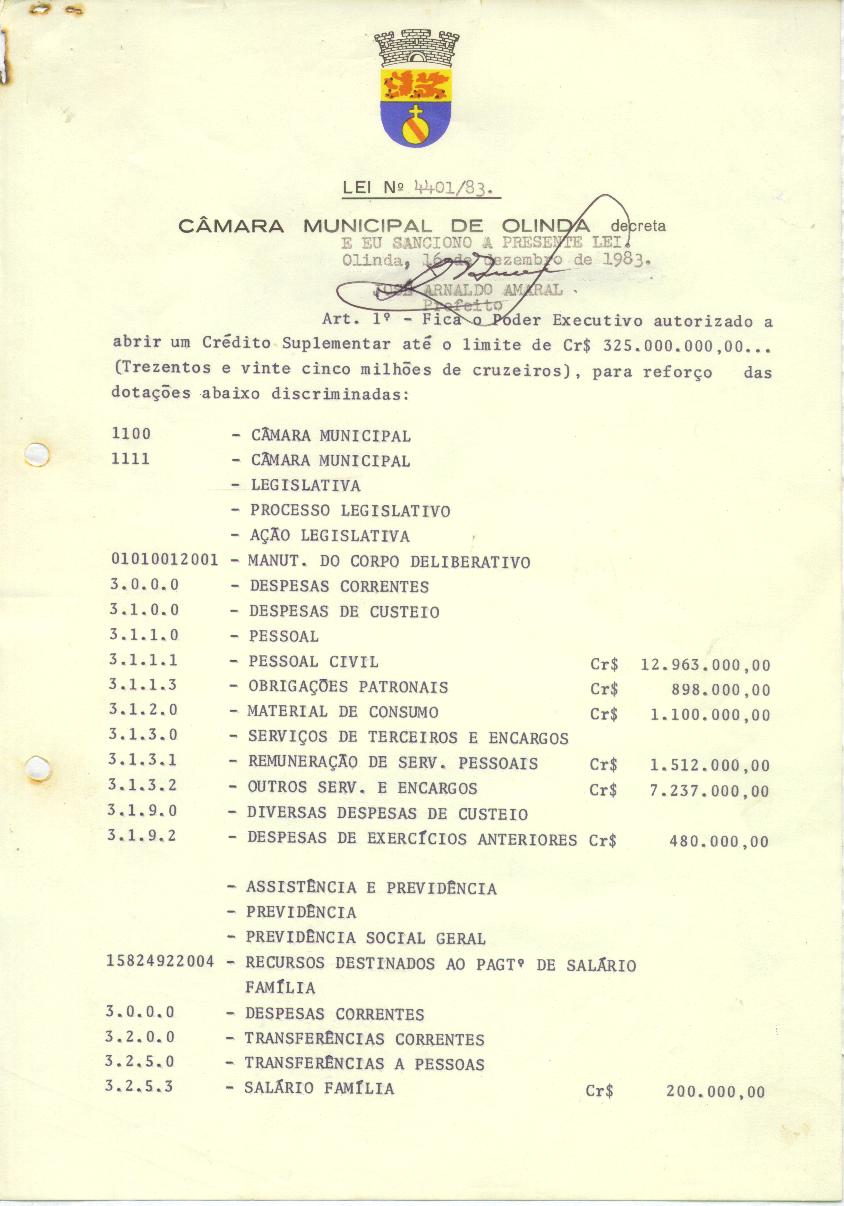 LEI Nº 4401/83.
CÂMARA MUNICIPAL DE OLINDA decreta
E EU SANCIONO A PRESENTE LEI.
Olinda, 16 de dezembro de 1983.
JOSÉ ARNALDO AMARAL
Prefeito
Art. 1º - Fica o Poder Executivo autorizado a
abrir um Crédito Suplementar até o limite de Cr$ 325.000.000,00...
(Trezentos e vinte cinco milhões de cruzeiros), para reforço das
dotações abaixo discriminadas:
1100 - CÂMARA MUNICIPAL
1111 - CÂMARA MUNICIPAL
- LEGISLATIVA
- PROCESSO LEGISLATIVO
- AÇÃO LEGISLATIVA
01010012001 - MANUT. DO CORPO DELIBERATIVO
3.0.0.0 - DESPESAS CORRENTES
3.1.0.0 - DESPESAS DE CUSTEIO
3.1.1.0 - PESSOAL
3.1.1.1 - PESSOAL CIVIL Cr$ 12.963.000,00
3.1.1.3 - OBRIGAÇÕES PATRONAIS Cr$ 898.000,00
3.1.2.0 - MATERIAL DE CONSUMO Cr$ 1.100.000,00
3.1.3.0 - SERVIÇOS DE TERCEIROS E ENCARGOS
3.1.3.1 - REMUNERAÇÃO DE SERV. PESSOAIS Cr$ 1.512.000,00
3.1.3.2 - OUTROS SERV. E ENCARGOS Cr$ 7.237.000,00
3.1.9.0 - DIVERSAS DESPESAS DE CUSTEIO
3.1.9.2 - DESPESAS DE EXERCÍCIOS ANTERIORES Cr$ 480.000,00
- ASSISTÊNCIA E PREVIDÊNCIA
- PREVIDÊNCIA
- PREVIDÊNCIA SOCIAL GERAL
15824922004 - RECURSOS DESTINADOS AO PAGTº DE SALÁRIO
FAMÍLIA
3.0.0.0 - DESPESAS CORRENTES
3.2.0.0 - TRANSFERÊNCIAS CORRENTES
3.2.5.0 - TRANSFERÊNCIAS A PESSOAS
3.2.5.3 - SALÁRIO FAMÍLIA Cr$ 200.000,00